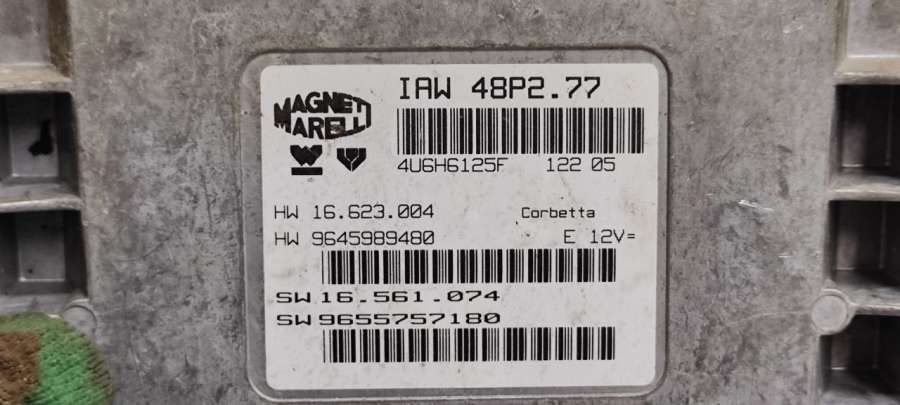 MAGNETI
MARELLI
IAW 48P2.77
4U6H6125F 122 05
HW 16.623.004 Corbetta
HW 9645989480 E 12V=
SW 16.561.074
SW 9655757180